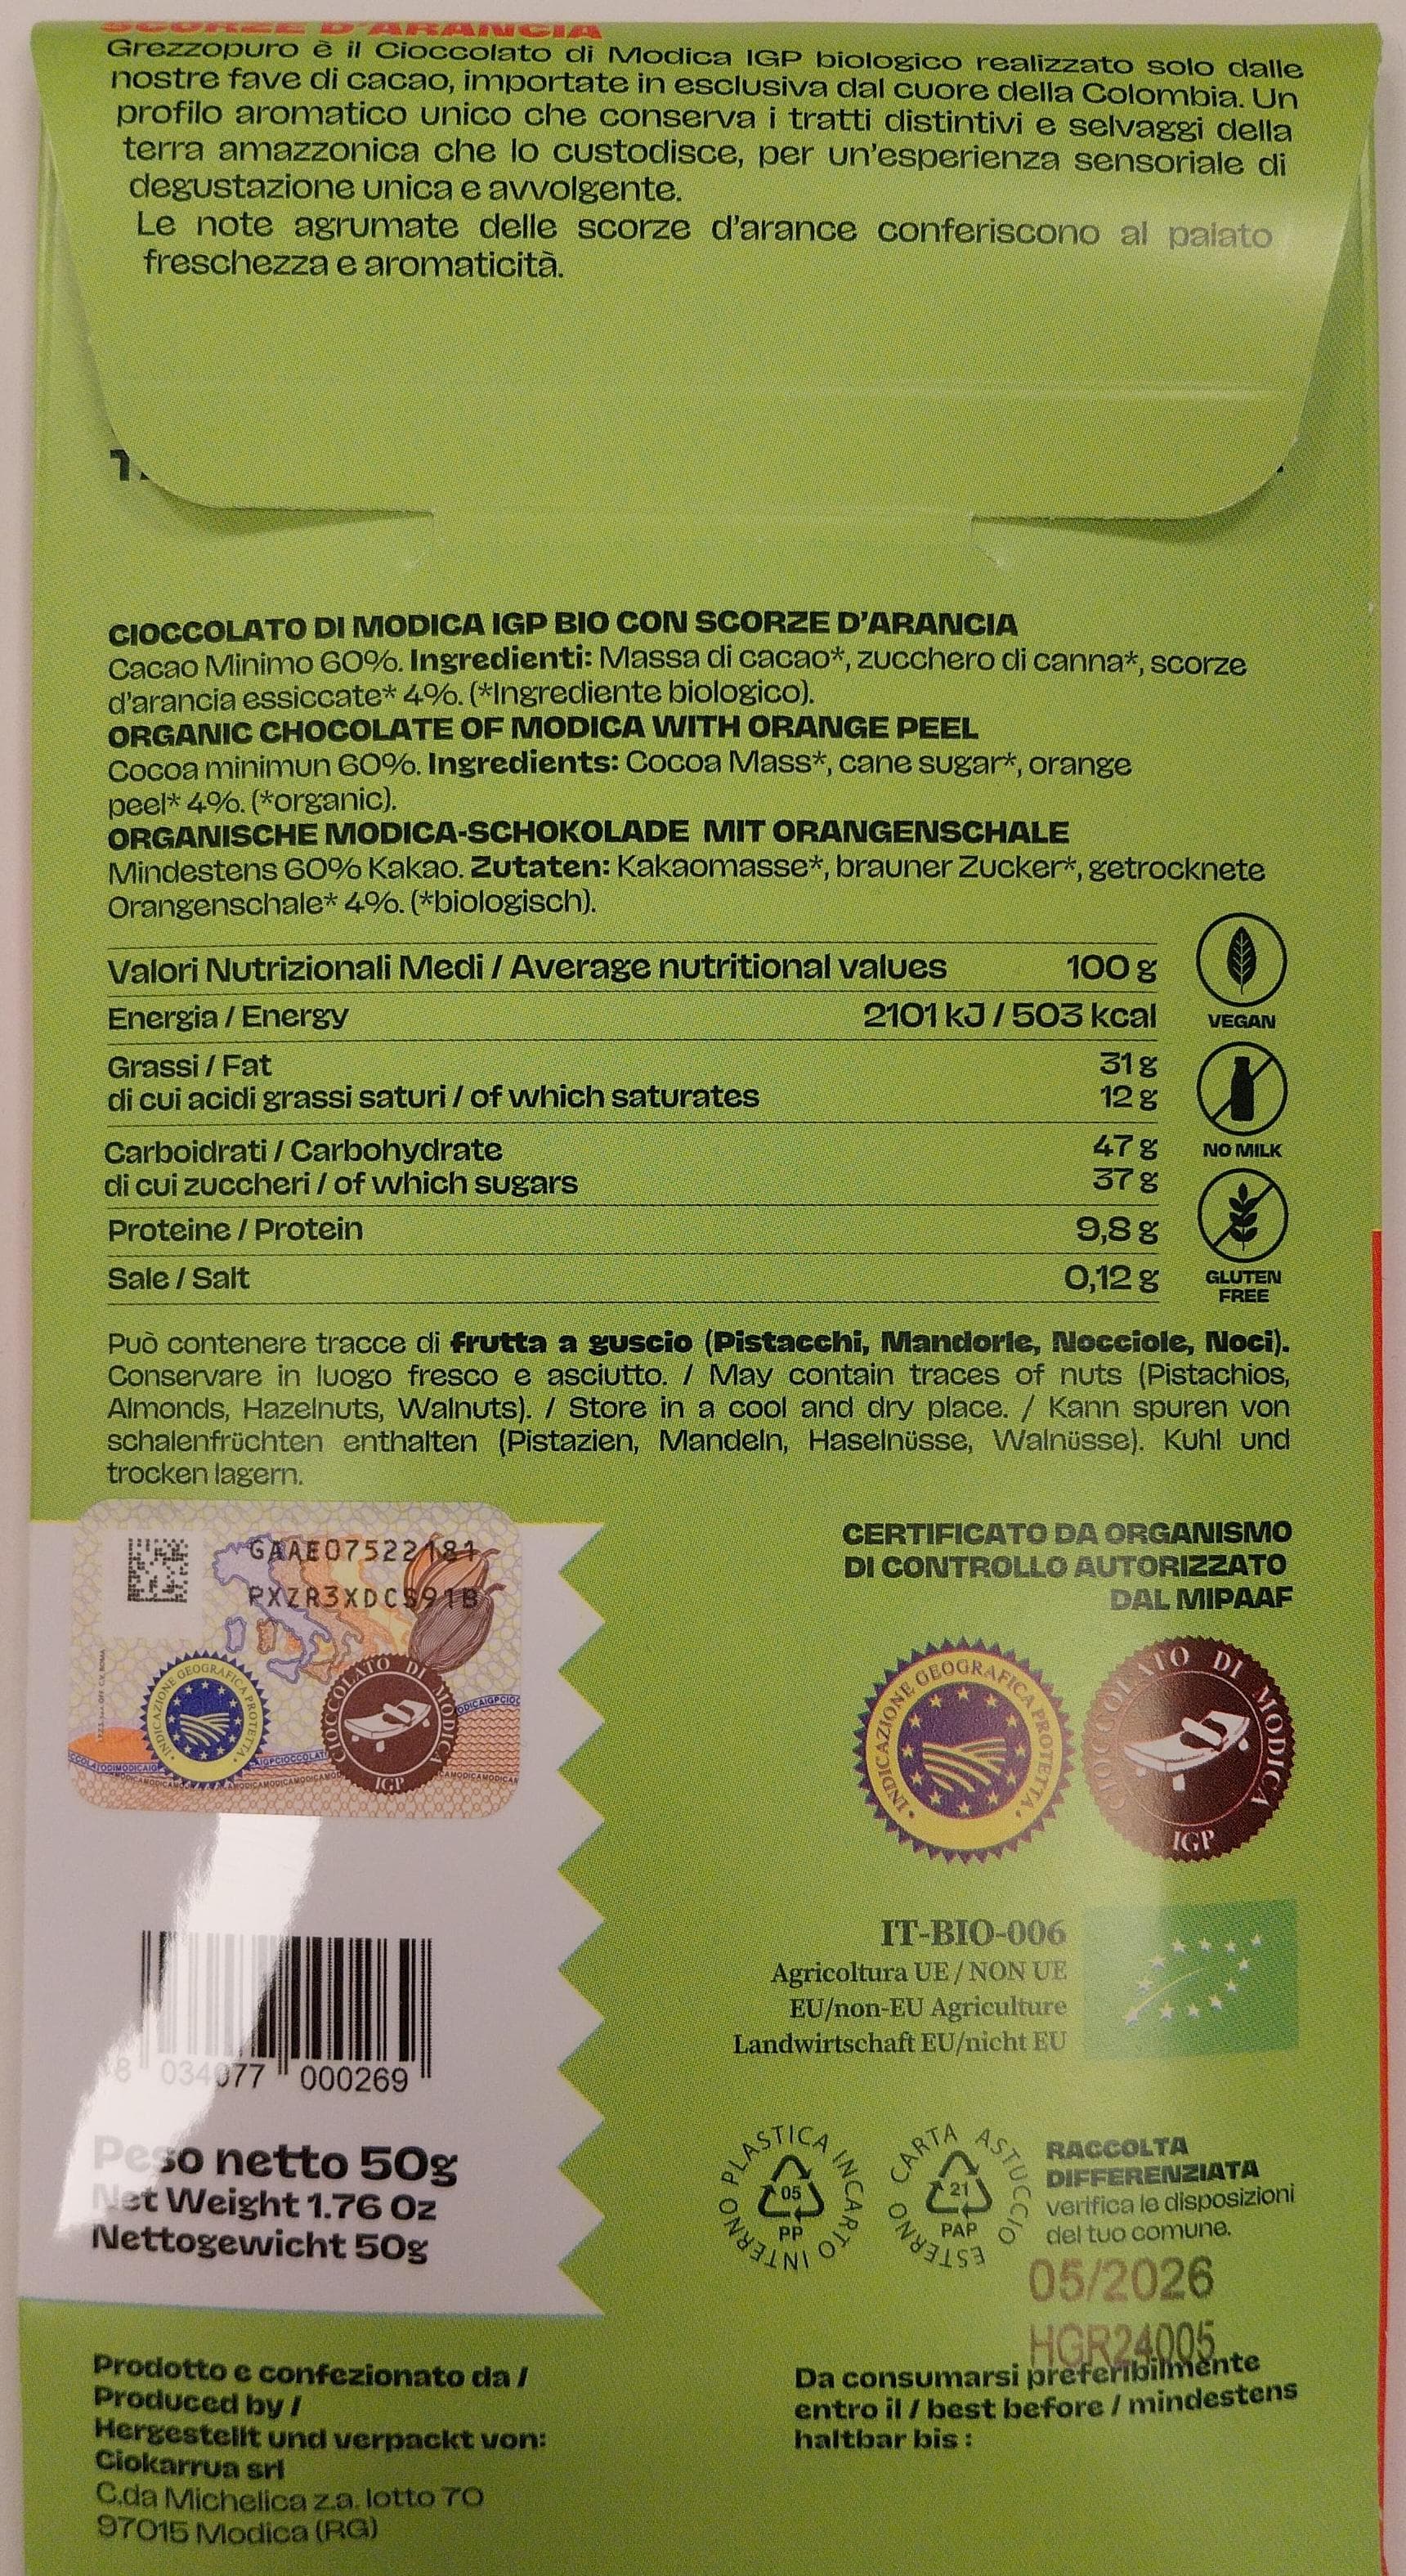 SCORZE D'ARANCIA
Grezzopuro è il Cioccolato di Modica IGP biologico realizzato solo dalle
nostre fave di cacao, importate in esclusiva dal cuore della Colombia. Un
profilo aromatico unico che conserva i tratti distintivi e selvaggi della
terra amazzonica che lo custodisce, per un'esperienza sensoriale di
degustazione unica e avvolgente.
Le note agrumate delle scorze d'arance conferiscono al palato
freschezza e aromaticità.
CIOCCOLATO DI MODICA IGP BIO CON SCORZE D'ARANCIA
Cacao Minimo 60%. Ingredienti: Massa di cacao*, zucchero di canna*, scorze
d'arancia essiccate* 4%. (*Ingrediente biologico).
ORGANIC CHOCOLATE OF MODICA WITH ORANGE PEEL
Cocoa minimun 60%. Ingredients: Cocoa Mass*, cane sugar*, orange
peel* 4%. (*organic).
ORGANISCHE MODICA-SCHOKOLADE MIT ORANGENSCHALE
Mindestens 60% Kakao. Zutaten: Kakaomasse*, brauner Zucker*, getrocknete
Orangenschale* 4%. (*biologisch).
Valori Nutrizionali Medi / Average nutritional values 100 g
Energia / Energy 2101 kJ / 503 kcal
Grassi / Fat 31 g
di cui acidi grassi saturi / of which saturates 12 g
Carboidrati / Carbohydrate 47 g
di cui zuccheri / of which sugars 37 g
Proteine / Protein 9,8 g
Sale / Salt 0,12 g
VEGAN
NO MILK
GLUTEN
FREE
Può contenere tracce di frutta a guscio (Pistacchi, Mandorle, Nocciole, Noci).
Conservare in luogo fresco e asciutto. / May contain traces of nuts (Pistachios,
Almonds, Hazelnuts, Walnuts). / Store in a cool and dry place. / Kann spuren von
schalenfrüchten enthalten (Pistazien, Mandeln, Haselnüsse, Walnüsse). Kuhl und
trocken lagern.
GAAE07522181
PXZR3XDCS91B
INDICAZIONE GEOGRAFICA PROTETTA
CIOCCOLATO DI MODICA
IGP
CERTIFICATO DA ORGANISMO
DI CONTROLLO AUTORIZZATO
DAL MIPAAF
INDICAZIONE GEOGRAFICA PROTETTA
CIOCCOLATO DI MODICA
IGP
IT-BIO-006
Agricoltura UE / NON UE
EU/non-EU Agriculture
Landwirtschaft EU/nicht EU
8 034077 000269
Peso netto 50g
Net Weight 1.76 Oz
Nettogewicht 50g
PLASTICA INCARTO INTERNO
05
PP
CARTA ASTUCCIO ESTERNO
21
PAP
RACCOLTA
DIFFERENZIATA
verifica le disposizioni
del tuo comune.
05/2026
HGR24005
Da consumarsi preferibilmente
entro il / best before / mindestens
haltbar bis :
Prodotto e confezionato da /
Produced by /
Hergestellt und verpackt von:
Ciokarrua srl
C.da Michelica z.a. lotto 70
97015 Modica (RG)